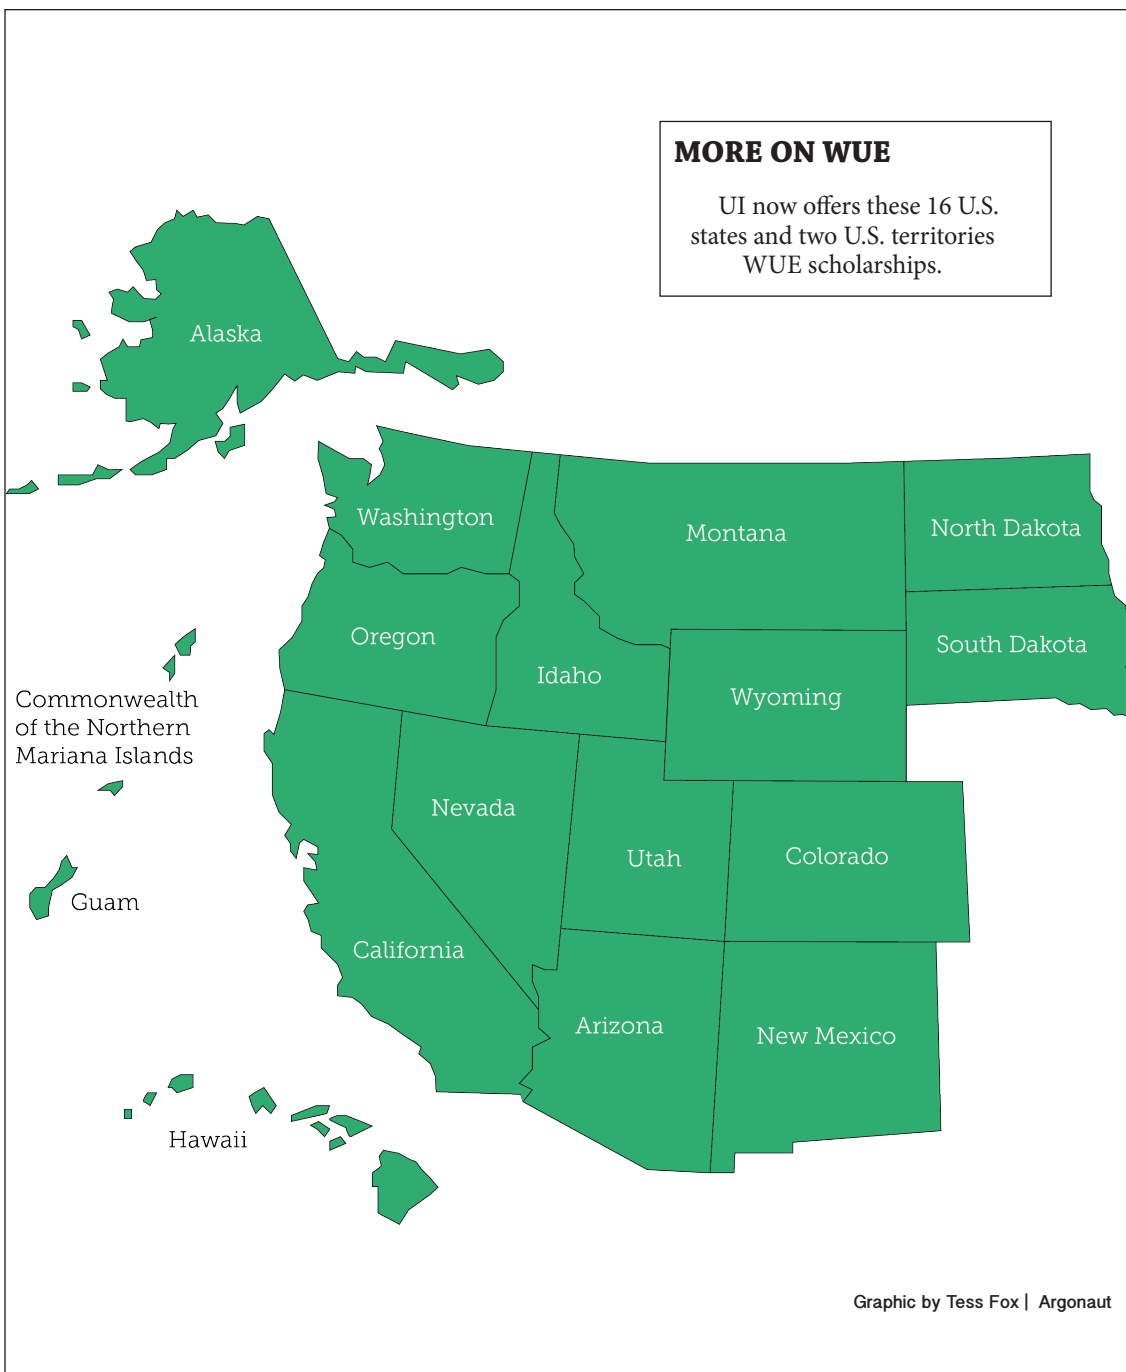 MORE ON WUE
UI now offers these 16 U.S.
states and two U.S. territories
WUE scholarships.
Alaska
Washington
Montana
North Dakota
Oregon
South Dakota
Idaho
Wyoming
Commonwealth
of the Northern
Mariana Islands
Nevada
Utah
Colorado
Guam
California
Arizona
New Mexico
Hawaii
Graphic by Tess Fox | Argonaut